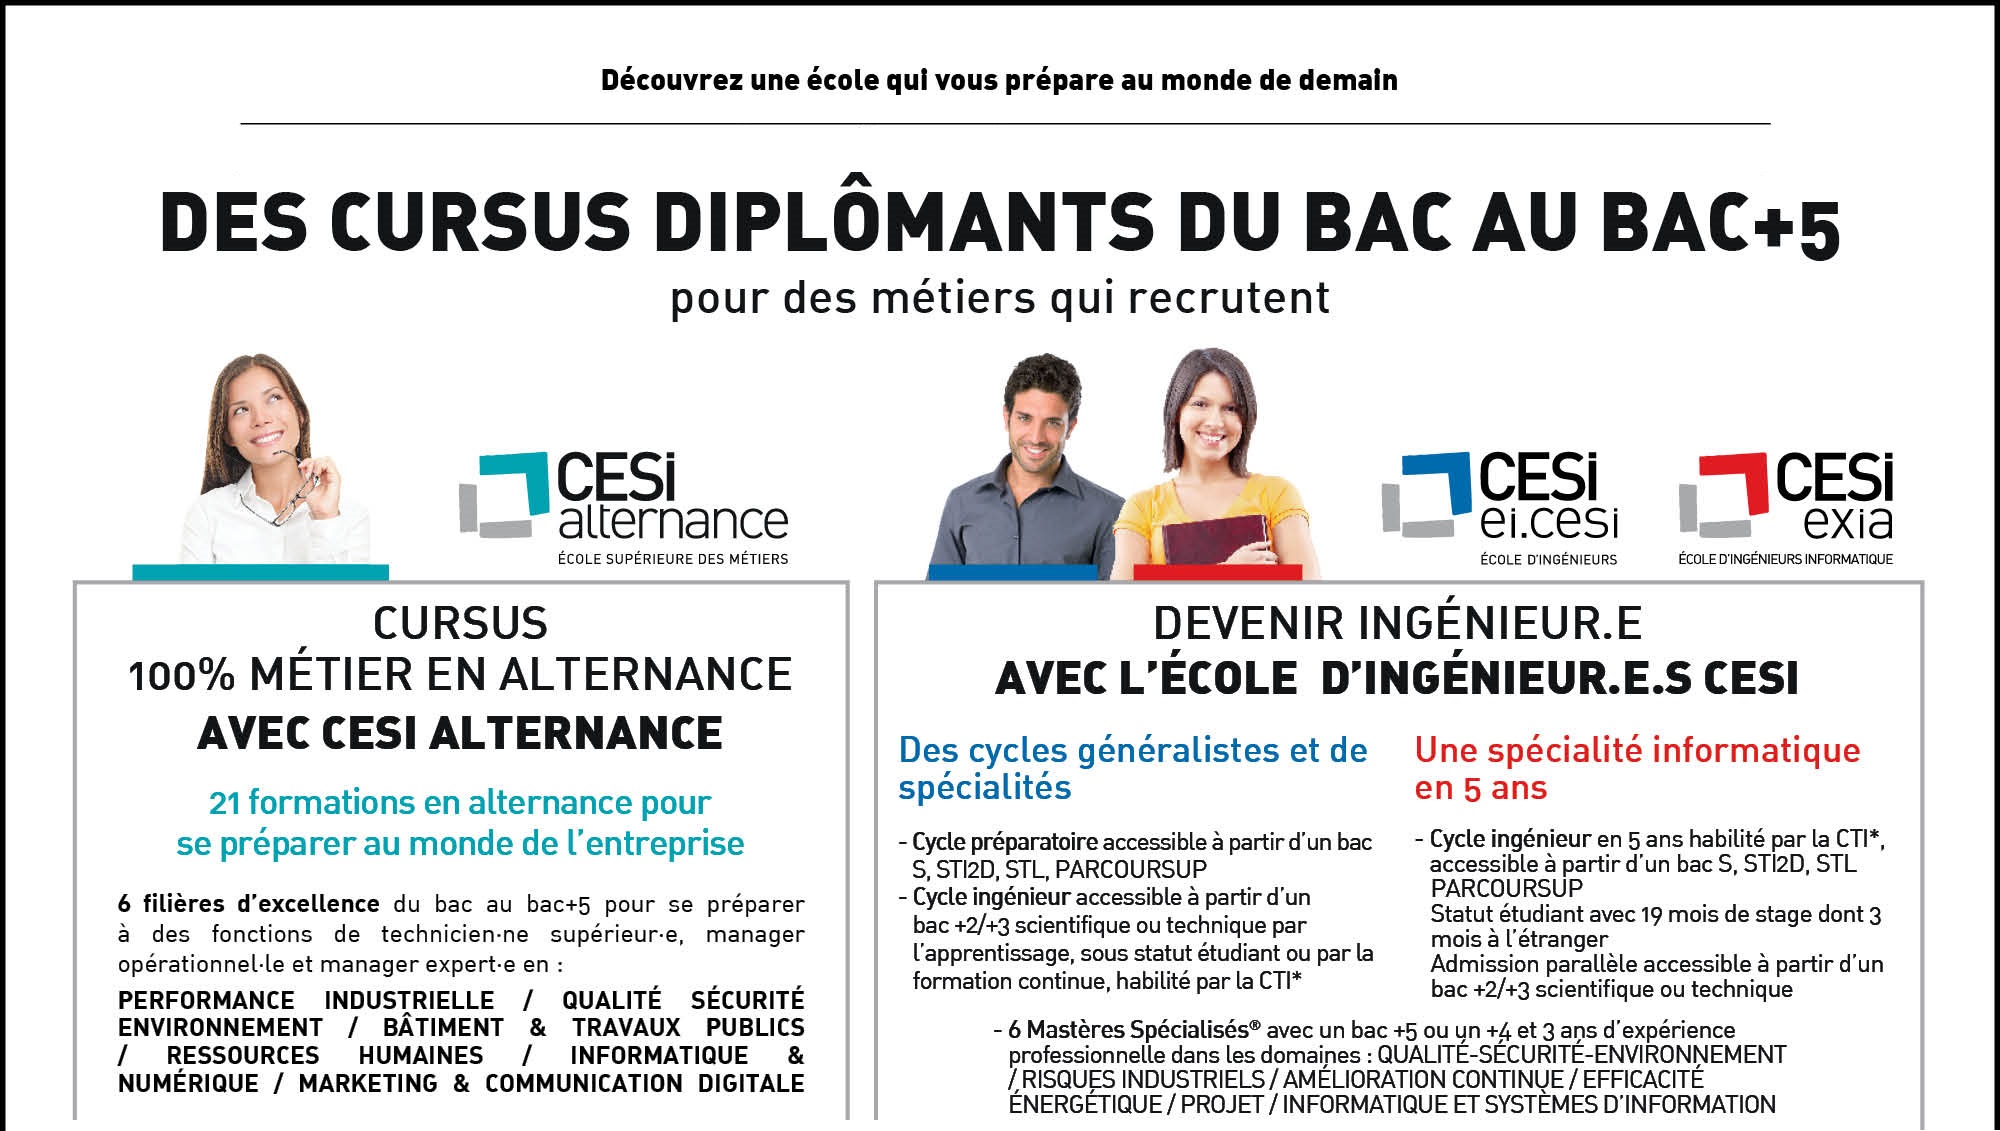 Découvrez une école qui vous prépare au monde de demain
DES CURSUS DIPLÔMANTS DU BAC AU BAC+5
pour des métiers qui recrutent
CESi
alternance
ÉCOLE SUPÉRIEURE DES MÉTIERS
CESi
ei.cesi
ÉCOLE D'INGÉNIEURS
CESi
exia
ÉCOLE D'INGÉNIEURS INFORMATIQUE
CURSUS
100% MÉTIER EN ALTERNANCE
AVEC CESI ALTERNANCE
21 formations en alternance pour
se préparer au monde de l'entreprise
6 filières d'excellence du bac au bac+5 pour se préparer
à des fonctions de technicien·ne supérieur·e, manager
opérationnel·le et manager expert·e en :
PERFORMANCE INDUSTRIELLE / QUALITÉ SÉCURITÉ
ENVIRONNEMENT / BÂTIMENT & TRAVAUX PUBLICS
/ RESSOURCES HUMAINES / INFORMATIQUE &
NUMÉRIQUE / MARKETING & COMMUNICATION DIGITALE
DEVENIR INGÉNIEUR.E
AVEC L'ÉCOLE D'INGÉNIEUR.E.S CESI
Des cycles généralistes et de
spécialités
- Cycle préparatoire accessible à partir d'un bac
S, STI2D, STL, PARCOURSUP
- Cycle ingénieur accessible à partir d'un
bac +2/+3 scientifique ou technique par
l'apprentissage, sous statut étudiant ou par la
formation continue, habilité par la CTI*
Une spécialité informatique
en 5 ans
- Cycle ingénieur en 5 ans habilité par la CTI*,
accessible à partir d'un bac S, STI2D, STL
PARCOURSUP
Statut étudiant avec 19 mois de stage dont 3
mois à l'étranger
Admission parallèle accessible à partir d'un
bac +2/+3 scientifique ou technique
- 6 Mastères Spécialisés® avec un bac +5 ou un +4 et 3 ans d'expérience
professionnelle dans les domaines : QUALITÉ-SÉCURITÉ-ENVIRONNEMENT
/ RISQUES INDUSTRIELS / AMÉLIORATION CONTINUE / EFFICACITÉ
ÉNERGÉTIQUE / PROJET / INFORMATIQUE ET SYSTÈMES D'INFORMATION